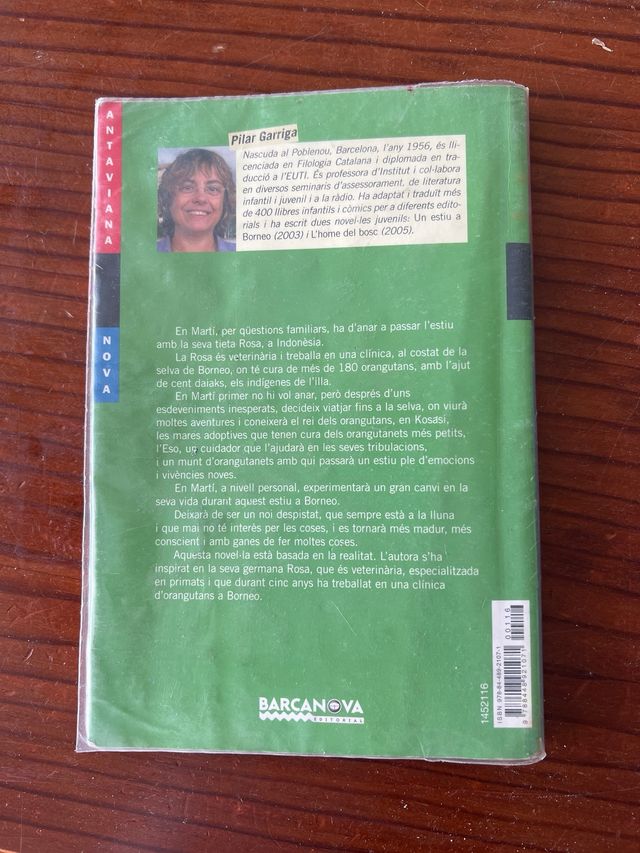 ANTAVIANA
NOVA
Pilar Garriga
Nascuda al Poblenou, Barcelona, l'any 1956, és lli-
cenciada en Filologia Catalana i diplomada en tra-
ducció a l'EUTI. És professora d'Institut i col·labora
en diversos seminaris d'assessorament, de literatura
infantil i juvenil i a la ràdio. Ha adaptat i traduït més
de 400 llibres infantils i còmics per a diferents edito-
rials i ha escrit dues novel·les juvenils: Un estiu a
Borneo (2003) i L'home del bosc (2005).
En Martí, per qüestions familiars, ha d'anar a passar l'estiu
amb la seva tieta Rosa, a Indonèsia.
La Rosa és veterinària i treballa en una clínica, al costat de la
selva de Borneo, on té cura de més de 180 orangutans, amb l'ajut
de cent daiaks, els indígenes de l'illa.
En Martí primer no hi vol anar, però després d'uns
esdeveniments inesperats, decideix viatjar fins a la selva, on viurà
moltes aventures i coneixerà el rei dels orangutans, en Kosasi,
les mares adoptives que tenen cura dels orangutanets més petits,
l'Eso, un cuidador que l'ajudarà en les seves tribulacions,
i un munt d'orangutanets amb qui passarà un estiu ple d'emocions
i vivències noves.
En Martí, a nivell personal, experimentarà un gran canvi en la
seva vida durant aquest estiu a Borneo.
Deixarà de ser un noi despistat, que sempre està a la lluna
i que mai no té interès per les coses, i es tornarà més madur, més
conscient i amb ganes de fer moltes coses.
Aquesta novel·la està basada en la realitat. L'autora s'ha
inspirat en la seva germana Rosa, que és veterinària, especialitzada
en primats i que durant cinc anys ha treballat en una clínica
d'orangutans a Borneo.
BARCANOVA
EDITORIAL
1452116
ISBN 978-84-489-2107-1
9 788448 921071
00116